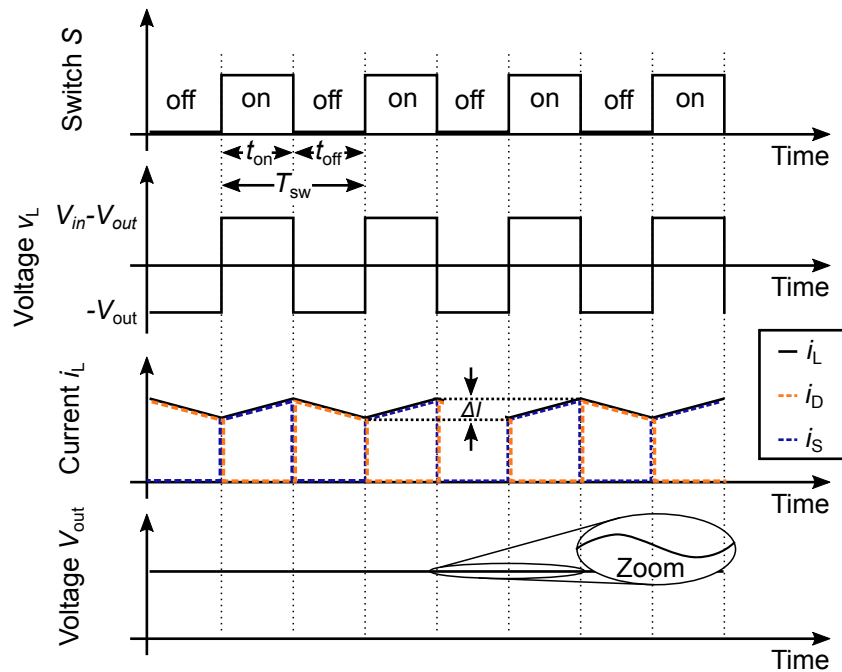 Switch S
off on off on off on off on
t_on t_off
Time
T_sw
Voltage v_L
V_in-V_out
-V_out
Time
Current i_L
ΔI
i_L
i_D
i_S
Time
Voltage V_out
Zoom
Time